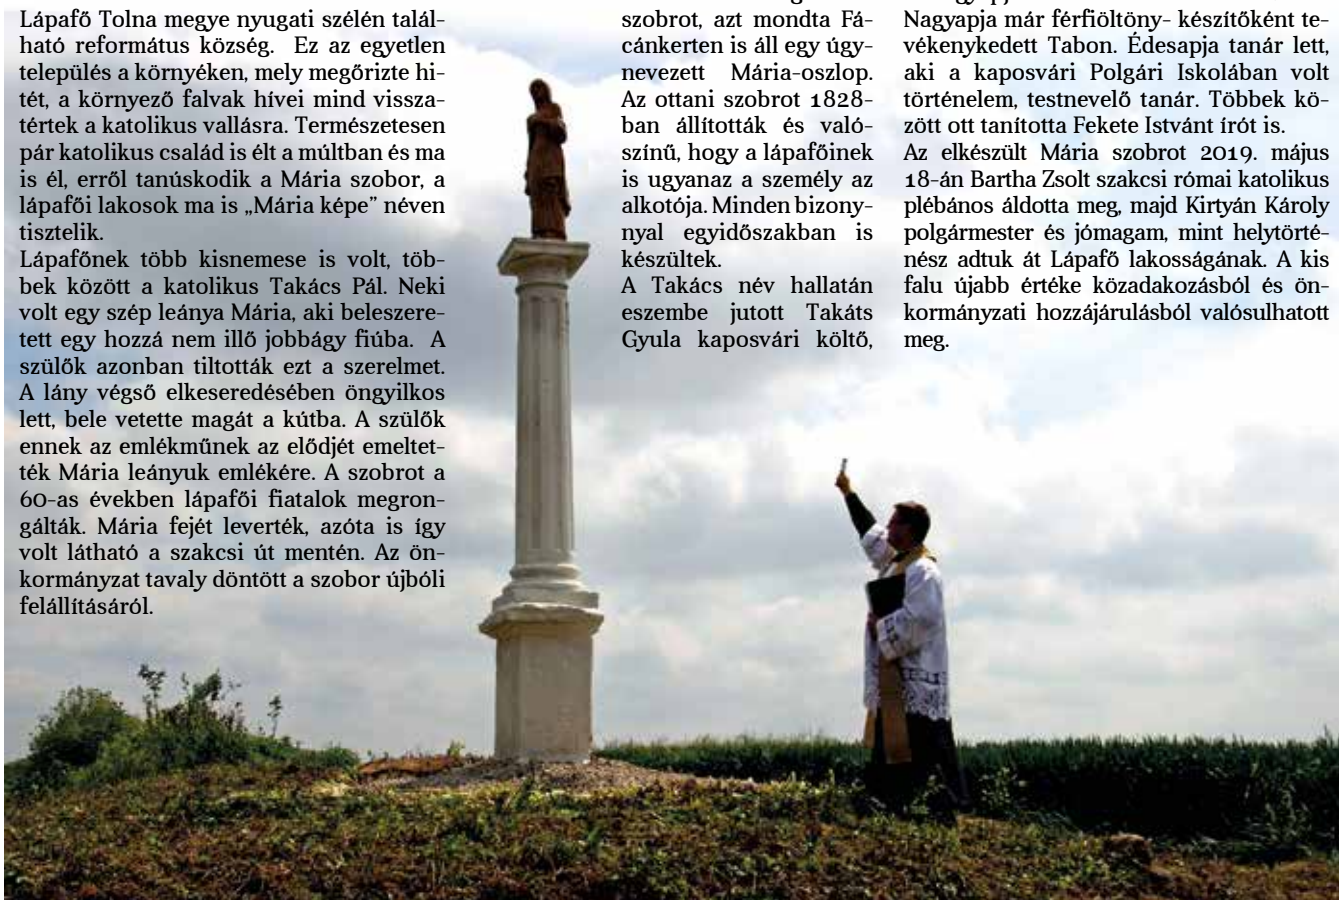 Lápafő Tolna megye nyugati szélén talál-
ható református község. Ez az egyetlen
település a környéken, mely megőrizte hi-
tét, a környező falvak hívei mind vissza-
tértek a katolikus vallásra. Természetesen
pár katolikus család is élt a múltban és ma
is él, erről tanúskodik a Mária szobor, a
lápafői lakosok ma is „Mária képe” néven
tisztelik.
Lápafőnek több kisnemese is volt, töb-
bek között a katolikus Takács Pál. Neki
volt egy szép leánya Mária, aki beleszere-
tett egy hozzá nem illő jobbágy fiúba. A
szülők azonban tiltották ezt a szerelmet.
A lány végső elkeseredésében öngyilkos
lett, bele vetette magát a kútba. A szülők
ennek az emlékműnek az elődjét emeltet-
ték Mária leányuk emlékére. A szobrot a
60-as években lápafői fiatalok megron-
gálták. Mária fejét leverték, azóta is így
volt látható a szakcsi út mentén. Az ön-
kormányzat tavaly döntött a szobor újbóli
felállításáról.
szobrot, azt mondta Fá-
cánkerten is áll egy úgy-
nevezett Mária-oszlop.
Az ottani szobrot 1828-
ban állították és való-
színű, hogy a lápafőinek
is ugyanaz a személy az
alkotója. Minden bizony-
nyal egyidőszakban is
készültek.
A Takács név hallatán
eszembe jutott Takáts
Gyula kaposvári költő,
Nagyapja már férfiöltöny- készítőként te-
vékenykedett Tabon. Édesapja tanár lett,
aki a kaposvári Polgári Iskolában volt
történelem, testnevelő tanár. Többek kö-
zött ott tanította Fekete Istvánt írót is.
Az elkészült Mária szobrot 2019. május
18-án Bartha Zsolt szakcsi római katolikus
plébános áldotta meg, majd Kirtyán Károly
polgármester és jómagam, mint helytörté-
nész adtuk át Lápafő lakosságának. A kis
falu újabb értéke közadakozásból és ön-
kormányzati hozzájárulásból valósulhatott
meg.